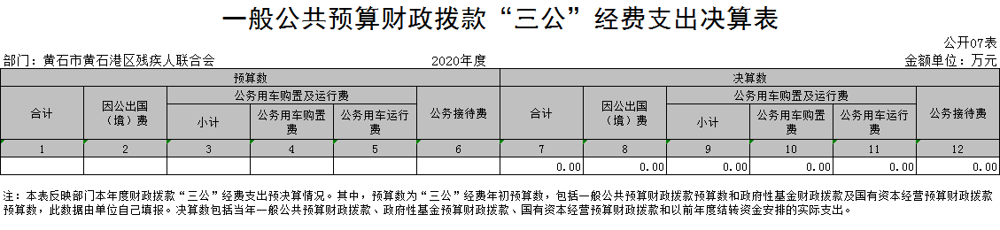 一般公共预算财政拨款“三公”经费支出决算表
公开07表
部门：黄石市黄石港区残疾人联合会 2020年度 金额单位：万元
预算数 决算数
合计 因公出国（境）费 公务用车购置及运行费 公务接待费 合计 因公出国（境）费 公务用车购置及运行费 公务接待费
小计 公务用车购置费 公务用车运行费 小计 公务用车购置费 公务用车运行费
1 2 3 4 5 6 7 8 9 10 11 12
0.00 0.00 0.00 0.00 0.00 0.00
注：本表反映部门本年度财政拨款“三公”经费支出预决算情况。其中，预算数为“三公”经费年初预算数，包括一般公共预算财政拨款预算数和政府性基金财政拨款及国有资本经营预算财政拨款
预算数，此数据由单位自己填报。决算数包括当年一般公共预算财政拨款、政府性基金预算财政拨款、国有资本经营预算财政拨款和以前年度结转资金安排的实际支出。